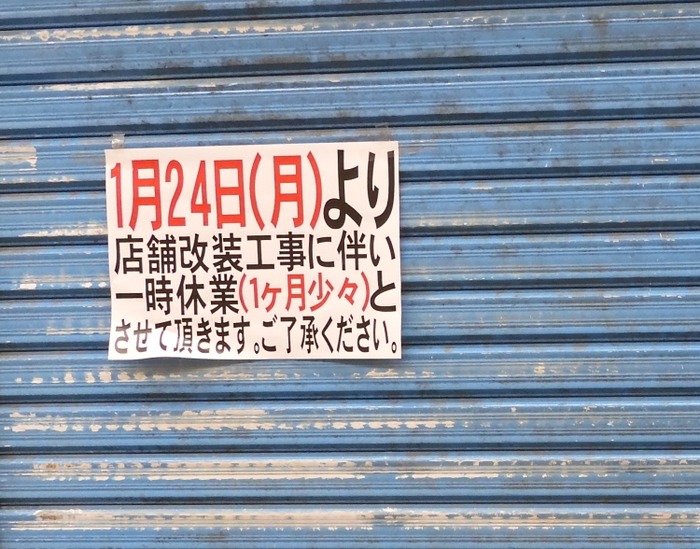 1月24日(月)より
店舗改装工事に伴い
一時休業(1ヶ月少々)と
させて頂きます。ご了承ください。